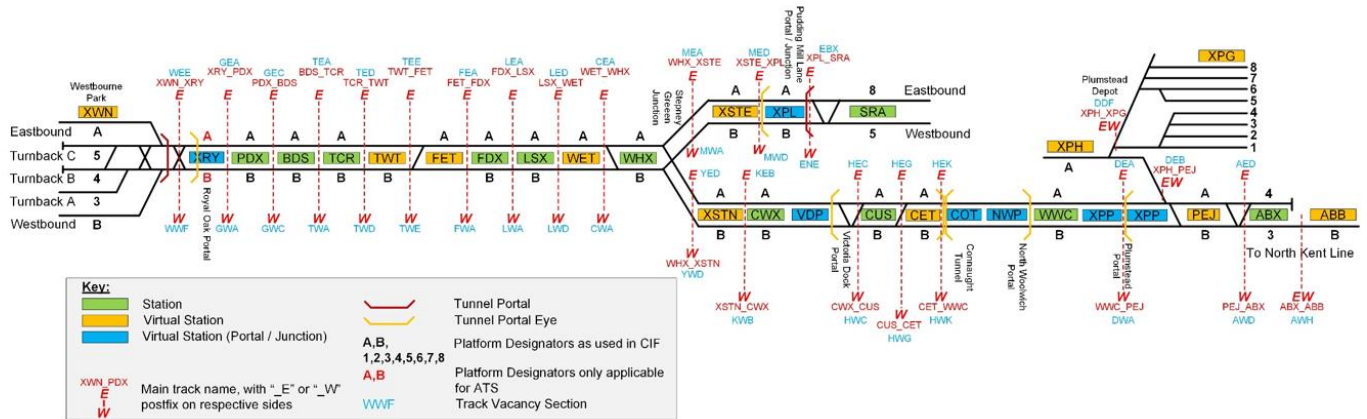 WEE
XWN_XRY
E
GEA
XRY_PDX
E
GEC
PDX_BDS
E
TEA
BDS_TCR
E
TED
TCR_TWT
E
TEE
TWT_FET
E
FEA
FET_FDX
E
LEA
FDX_LSX
E
LED
LSX_WET
E
CEA
WET_WHX
E
MEA
WHX_XSTE
E
MED
XSTE_XPL
E
Pudding Mill Lane
Portal / Junction
EBX
XPL_SRA
E
Westbourne
Park
XWN
Eastbound A
Turnback C 5
Turnback B 4
Turnback A 3
Westbound B
A
XRY
B
Royal Oak Portal
A
PDX
B
A
BDS
B
A
TCR
B
A
TWT
B
A
FET
A
FDX
B
A
LSX
B
A
WET
A
WHX
B
Stepney
Green
Junction
A
XSTE
B
A
XPL
B
8
SRA
5
Eastbound
Westbound
W
MWA
W
MWD
W
ENE
W
WWF
W
GWA
W
GWC
W
TWA
W
TWD
W
TWE
W
FWA
W
LWA
W
LWD
W
CWA
YED
E
KEB
E
HEC
E
HEG
E
HEK
E
DEA
E
DEB
XPH_PEJ
EW
AED
E
A
XSTN
B
A
CWX
B
VDP
Victoria Dock
Portal
A
CUS
B
A
CET
B
COT
Connaught
Tunnel
NWP
North Woolwich
Portal
A
WWC
B
XPP
Plumstead
Portal
XPP
A
PEJ
B
4
ABX
3
ABB
B
To North Kent Line
W
WHX_XSTN
YWD
W
XSTN_CWX
KWB
W
CWX_CUS
HWC
W
CUS_CET
HWG
W
CET_WWC
HWK
W
WWC_PEJ
DWA
W
PEJ_ABX
AWD
EW
ABX_ABB
AWH
Plumstead
Depot
DDF
XPH_XPG
EW
XPH
A
XPG
8
7
6
5
4
3
2
1
Key:
Station
Virtual Station
Virtual Station (Portal / Junction)
XWN_PDX
E
W
Main track name, with “_E” or “_W”
postfix on respective sides
Tunnel Portal
Tunnel Portal Eye
A,B,
1,2,3,4,5,6,7,8
Platform Designators as used in CIF
A,B
Platform Designators only applicable
for ATS
WWF
Track Vacancy Section